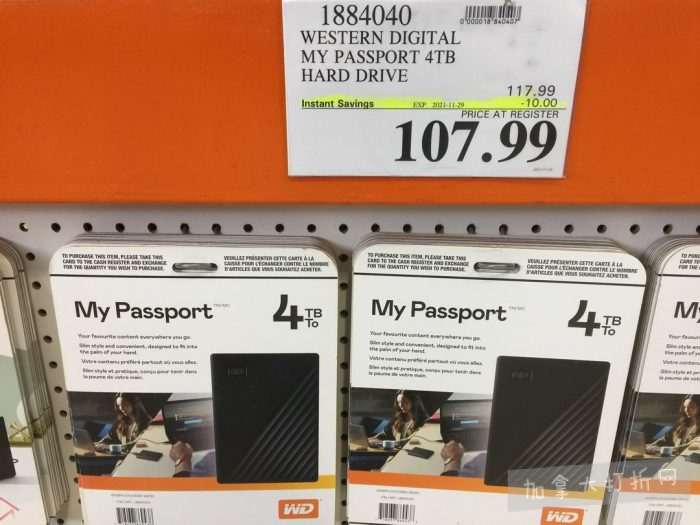 1884040
0"000018"840407"
WESTERN DIGITAL
MY PASSPORT 4TB
HARD DRIVE
117.99
Instant Savings EXP. 2021-11-29 -10.00
PRICE AT REGISTER
107.99
TO PURCHASE THIS ITEM, PLEASE TAKE THIS
CARD TO THE CASH REGISTER AND EXCHANGE
FOR THE QUANTITY YOU WISH TO PURCHASE.
VEUILLEZ PRÉSENTER CETTE CARTE À LA
CAISSE POUR L'ÉCHANGER CONTRE LE NOMBRE
D'ARTICLES QUE VOUS SOUHAITEZ ACHETER.
My Passport
4 TB
To
Your favourite content everywhere you go.
Slim style and convenient, designed to fit into
the palm of your hand.
Votre contenu préféré partout où vous allez.
Slim style et pratique, conçu pour tenir dans
la paume de votre main.
WD
TO PURCHASE THIS ITEM, PLEASE TAKE THIS
CARD TO THE CASH REGISTER AND EXCHANGE
FOR THE QUANTITY YOU WISH TO PURCHASE.
VEUILLEZ PRÉSENTER CETTE CARTE À LA
CAISSE POUR L'ÉCHANGER CONTRE LE NOMBRE
D'ARTICLES QUE VOUS SOUHAITEZ ACHETER.
My Passport
4 TB
To
Your favourite content everywhere you go.
Slim style and convenient, designed to fit into
the palm of your hand.
Votre contenu préféré partout où vous allez.
Slim style et pratique, conçu pour tenir dans
la paume de votre main.
WD
加拿大打折网